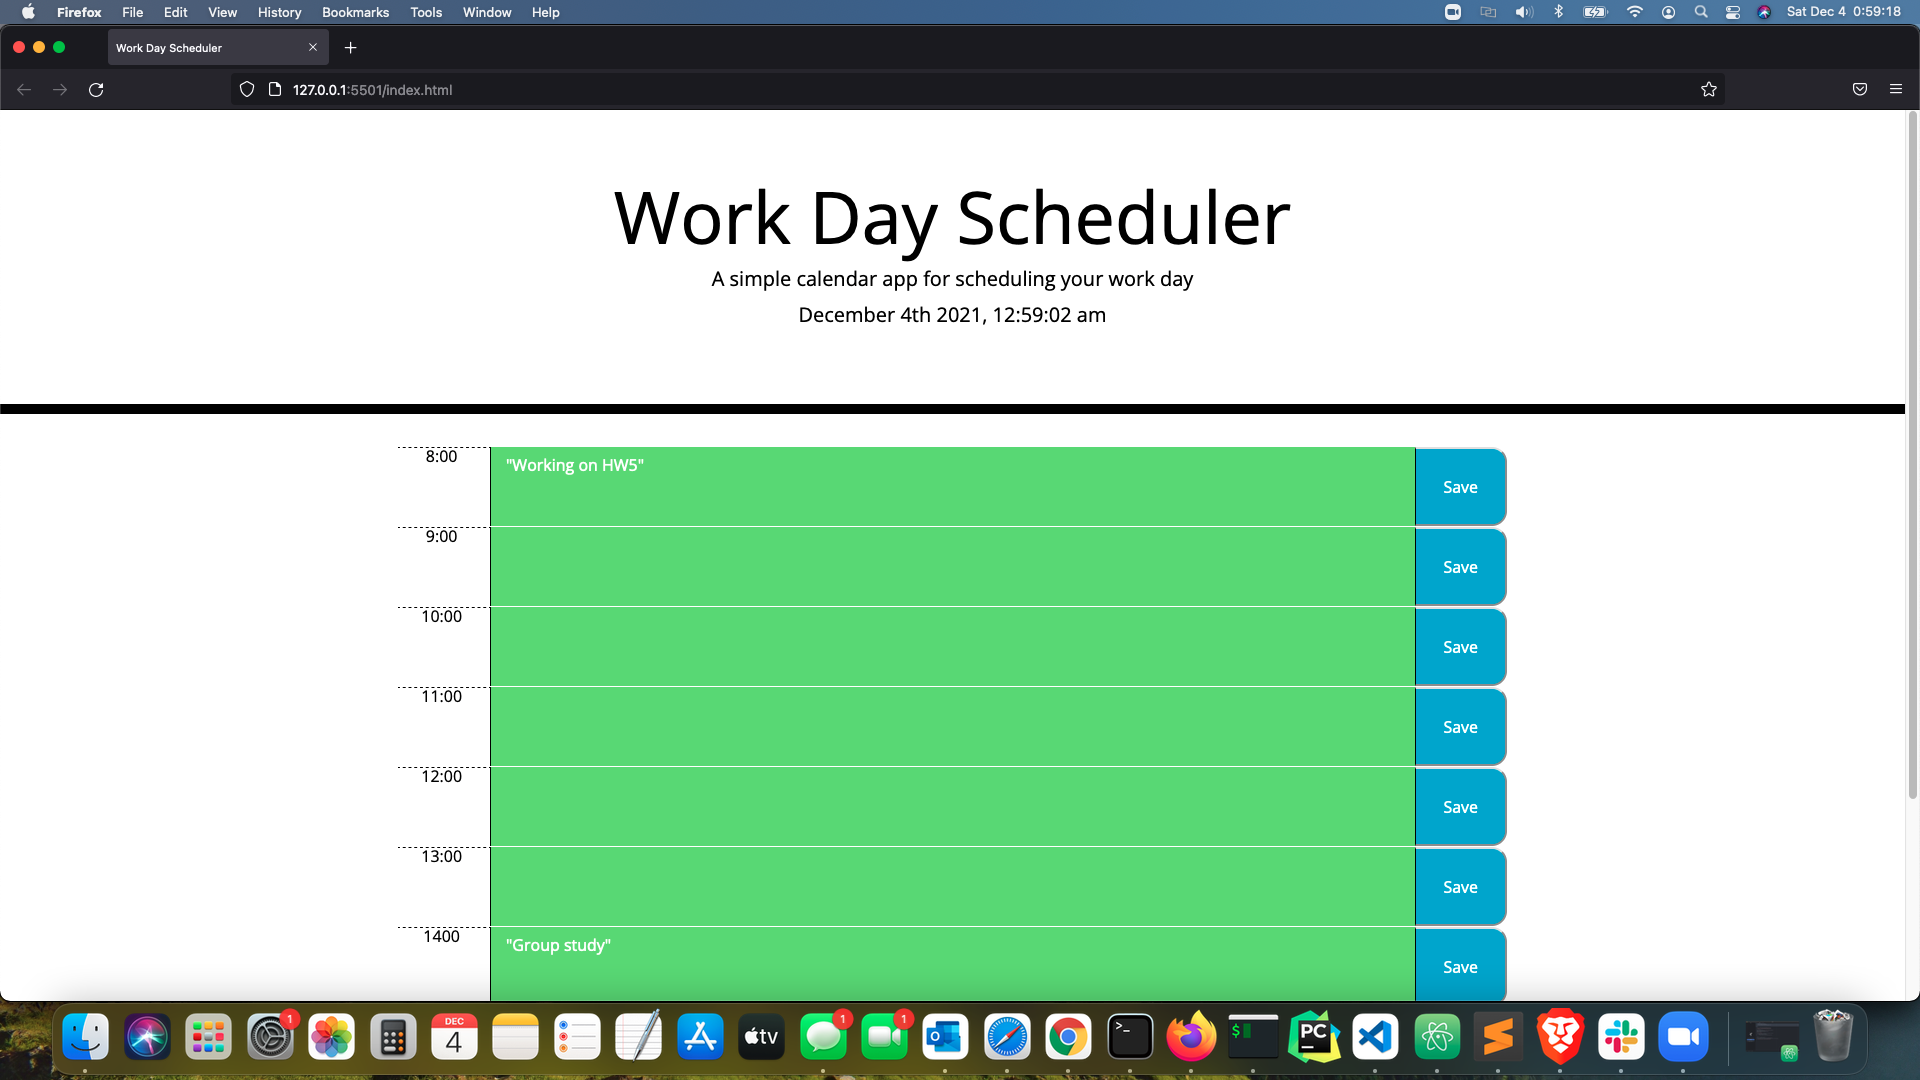 Firefox File Edit View History Bookmarks Tools Window Help Sat Dec 4 0:59:18
Work Day Scheduler
127.0.0.1:5501/index.html
Work Day Scheduler
A simple calendar app for scheduling your work day
December 4th 2021, 12:59:02 am
8:00 "Working on HW5" Save
9:00 Save
10:00 Save
11:00 Save
12:00 Save
13:00 Save
1400 "Group study" Save
1 DEC 4 tv 1 1 >_ $ PC